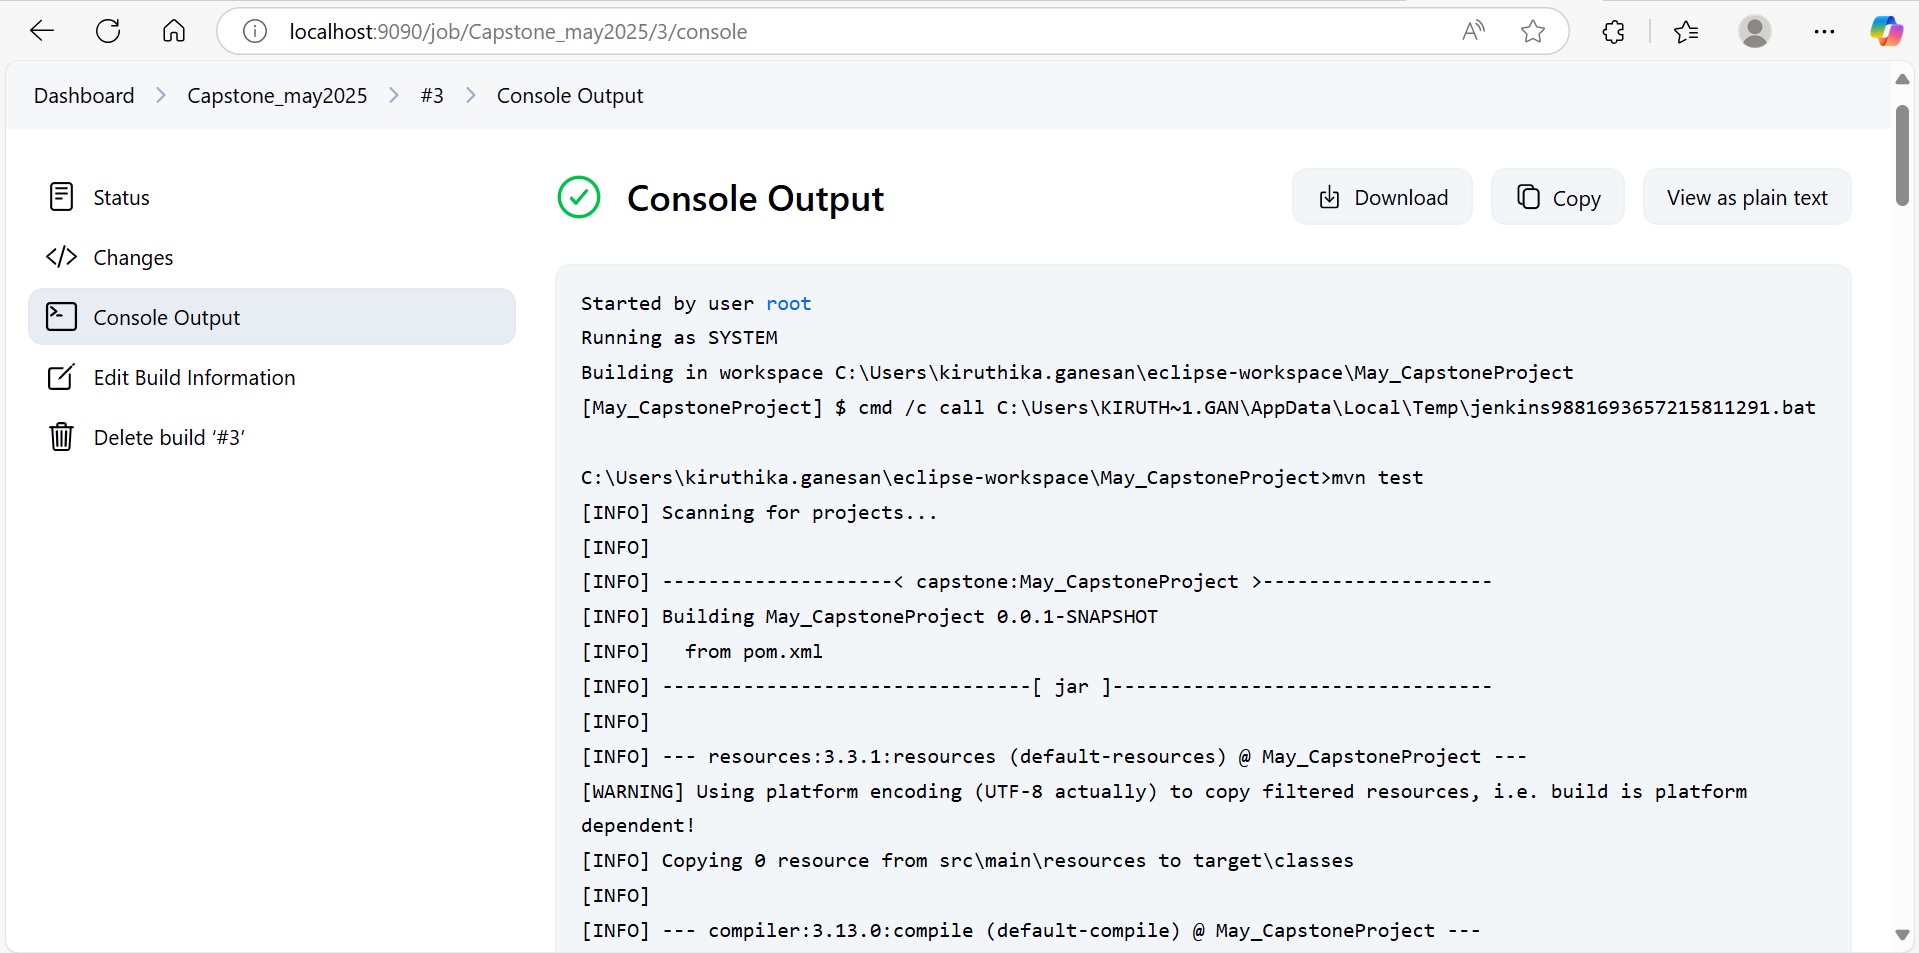 localhost:9090/job/Capstone_may2025/3/console
Dashboard > Capstone_may2025 > #3 > Console Output
Status
Changes
Console Output
Edit Build Information
Delete build ‘#3’
Console Output
Download
Copy
View as plain text
Started by user root
Running as SYSTEM
Building in workspace C:\Users\kiruthika.ganesan\eclipse-workspace\May_CapstoneProject
[May_CapstoneProject] $ cmd /c call C:\Users\KIRUTH~1.GAN\AppData\Local\Temp\jenkins9881693657215811291.bat
C:\Users\kiruthika.ganesan\eclipse-workspace\May_CapstoneProject>mvn test
[INFO] Scanning for projects...
[INFO]
[INFO] --------------------< capstone:May_CapstoneProject >--------------------
[INFO] Building May_CapstoneProject 0.0.1-SNAPSHOT
[INFO]   from pom.xml
[INFO] --------------------------------[ jar ]---------------------------------
[INFO]
[INFO] --- resources:3.3.1:resources (default-resources) @ May_CapstoneProject ---
[WARNING] Using platform encoding (UTF-8 actually) to copy filtered resources, i.e. build is platform
dependent!
[INFO] Copying 0 resource from src\main\resources to target\classes
[INFO]
[INFO] --- compiler:3.13.0:compile (default-compile) @ May_CapstoneProject ---